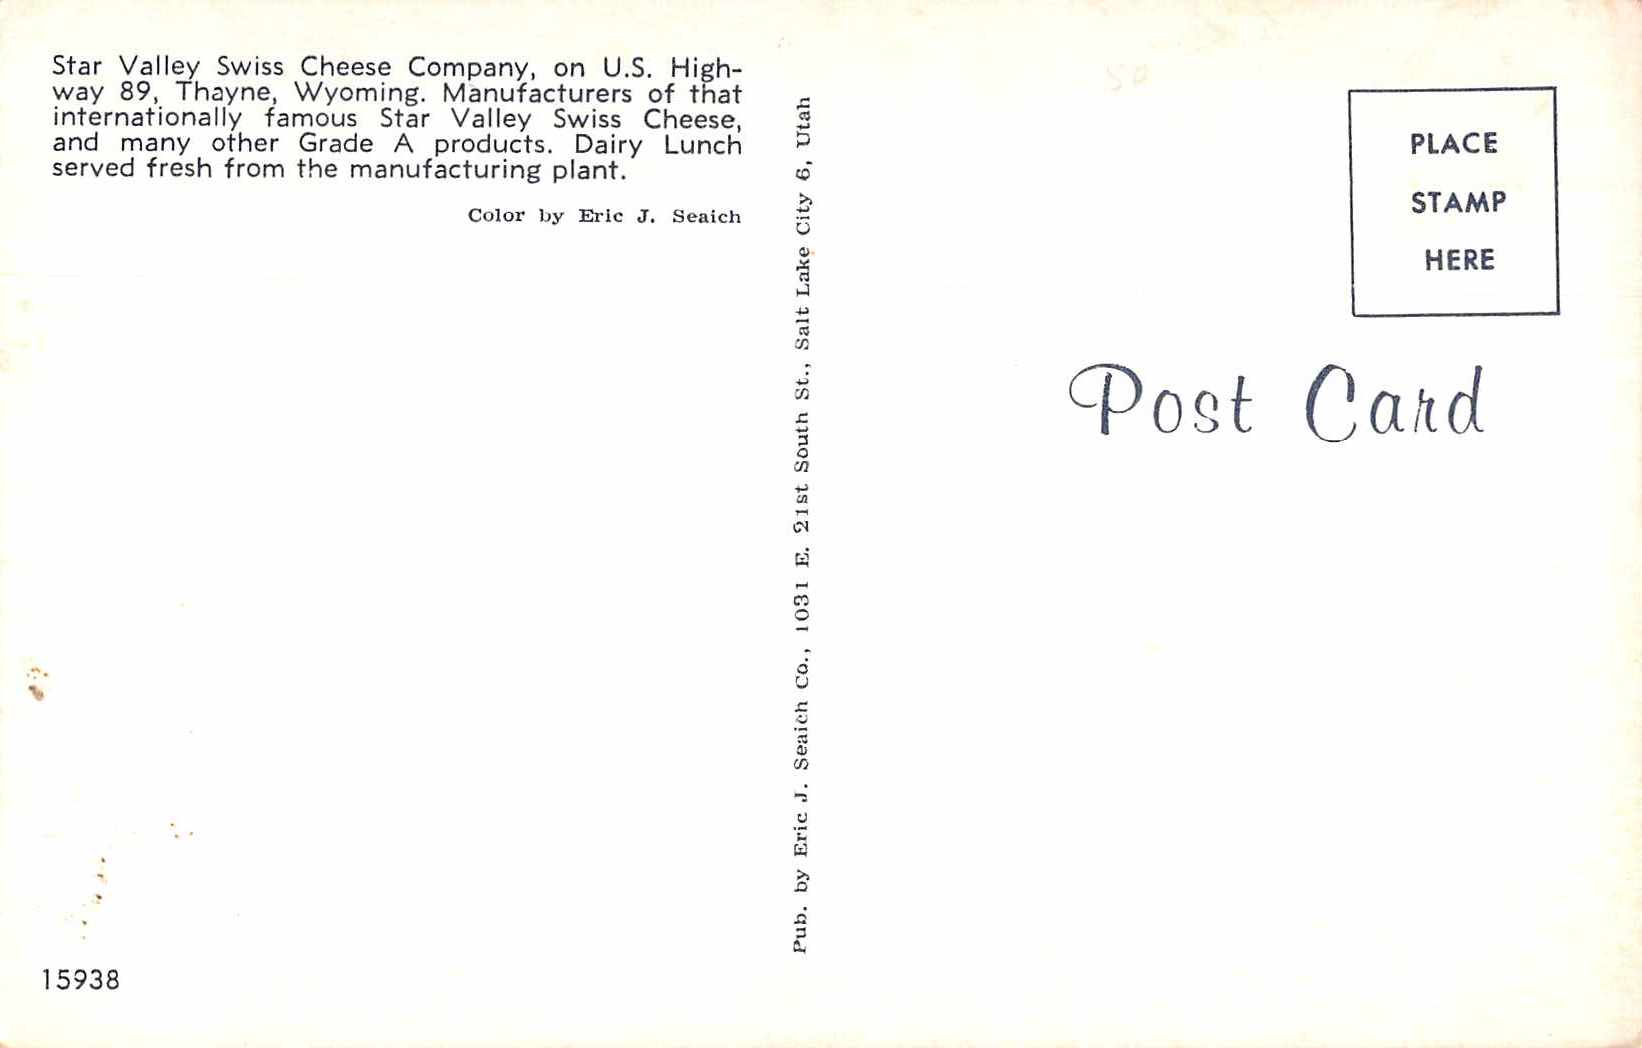 Star Valley Swiss Cheese Company, on U.S. High-
way 89, Thayne, Wyoming. Manufacturers of that
internationally famous Star Valley Swiss Cheese,
and many other Grade A products. Dairy Lunch
served fresh from the manufacturing plant.
Color by Eric J. Seaich
15938
Pub. by Eric J. Seaich Co., 1031 E. 21st South St., Salt Lake City 6, Utah
50
PLACE
STAMP
HERE
Post Card